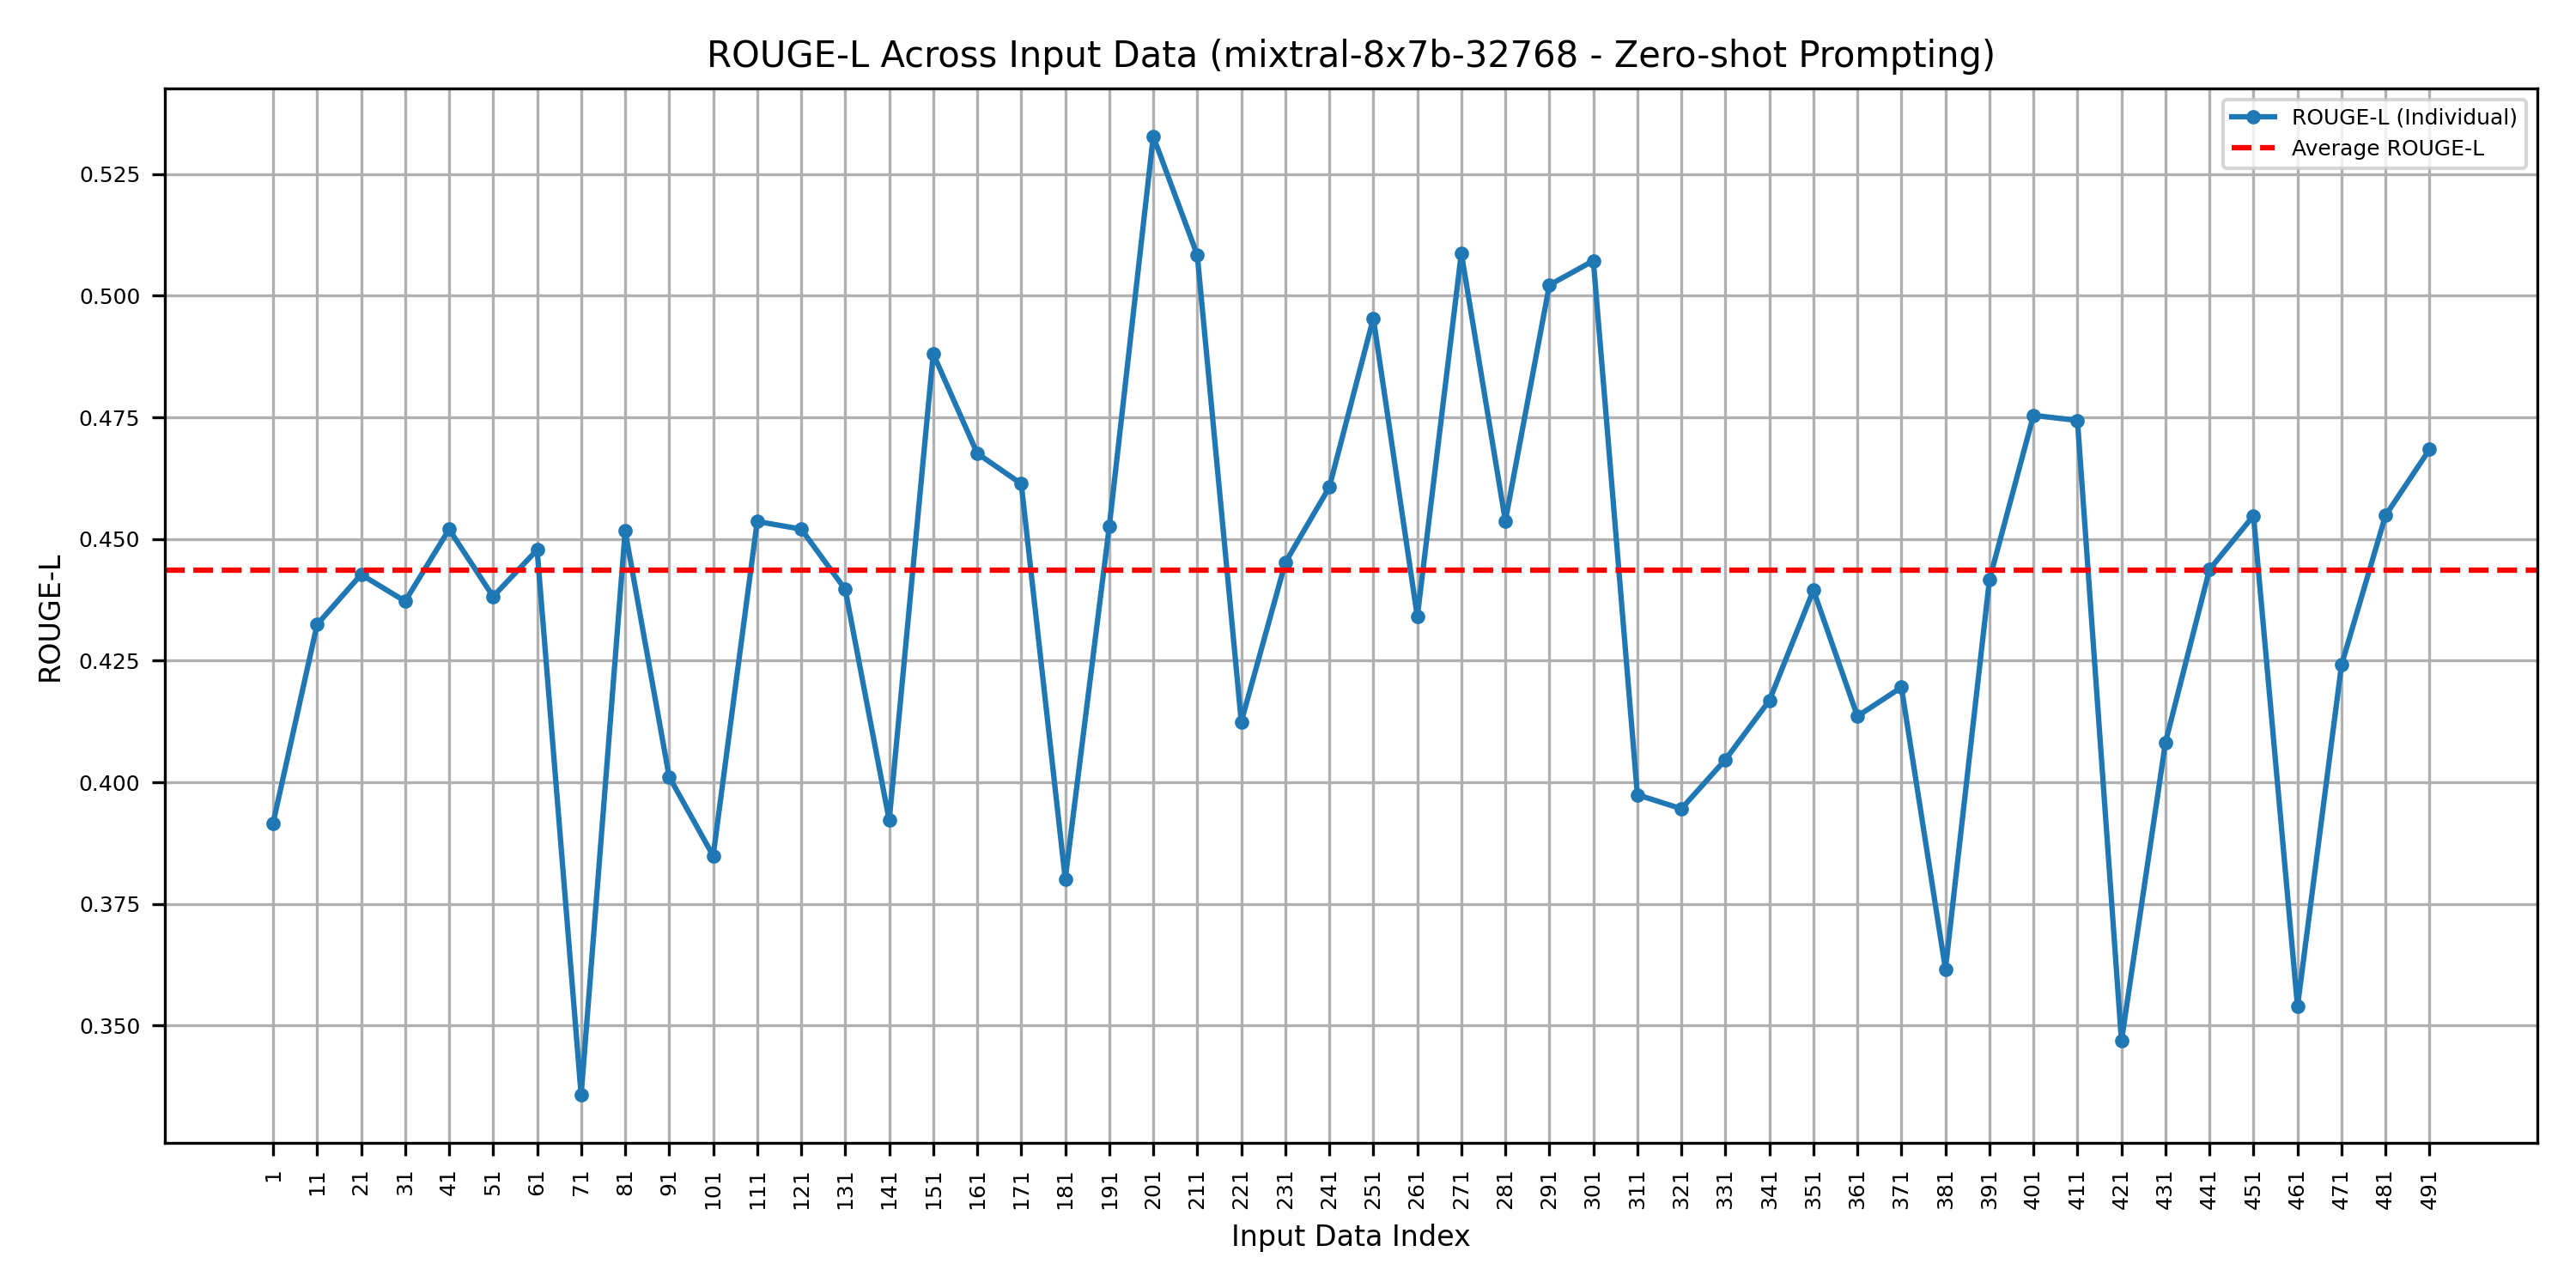 ROUGE-L Across Input Data (mixtral-8x7b-32768 - Zero-shot Prompting)
ROUGE-L (Individual)
Average ROUGE-L
ROUGE-L
0.525
0.500
0.475
0.450
0.425
0.400
0.375
0.350
1 11 21 31 41 51 61 71 81 91 101 111 121 131 141 151 161 171 181 191 201 211 221 231 241 251 261 271 281 291 301 311 321 331 341 351 361 371 381 391 401 411 421 431 441 451 461 471 481 491
Input Data Index